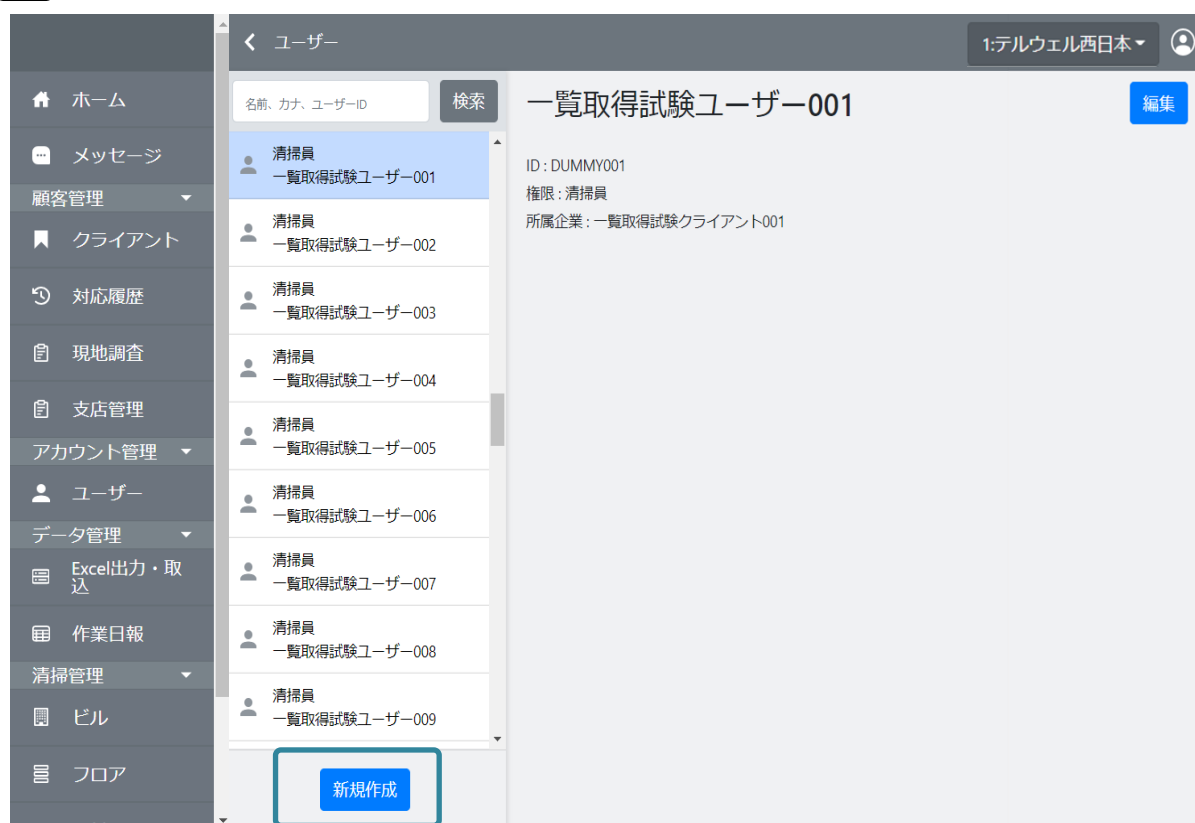 ユーザー
1:テルウェル西日本
ホーム
メッセージ
顧客管理
クライアント
対応履歴
現地調査
支店管理
アカウント管理
ユーザー
データ管理
Excel出力・取
込
作業日報
清掃管理
ビル
フロア
名前、カナ、ユーザーID
検索
清掃員
一覧取得試験ユーザー001
清掃員
一覧取得試験ユーザー002
清掃員
一覧取得試験ユーザー003
清掃員
一覧取得試験ユーザー004
清掃員
一覧取得試験ユーザー005
清掃員
一覧取得試験ユーザー006
清掃員
一覧取得試験ユーザー007
清掃員
一覧取得試験ユーザー008
清掃員
一覧取得試験ユーザー009
新規作成
一覧取得試験ユーザー001
編集
ID : DUMMY001
権限 : 清掃員
所属企業 : 一覧取得試験クライアント001